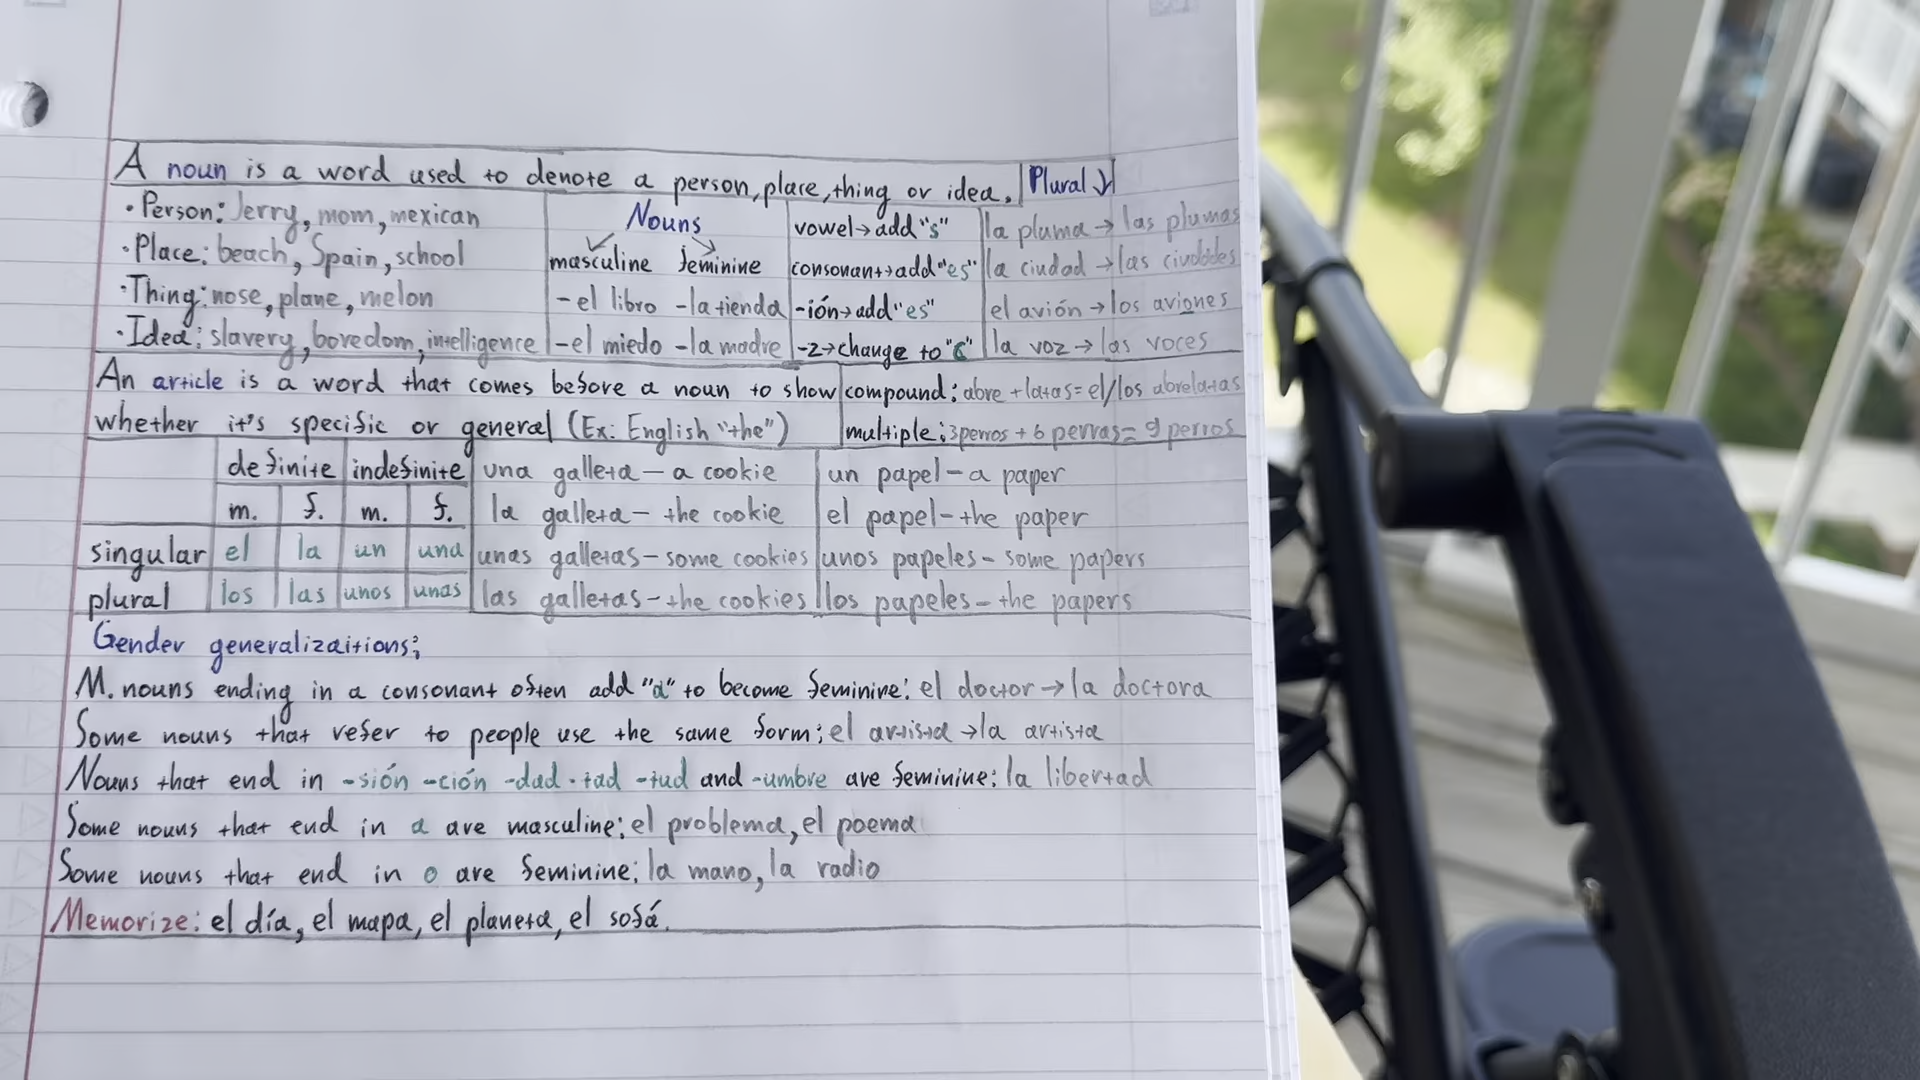 A noun is a word used to denote a person, place, thing or idea. Plural
• Person: Jerry, mom, mexican
• Place: beach, Spain, school
• Thing: nose, plane, melon
• Idea: slavery, boredom, intelligence
Nouns
masculine feminine
- el libro - la tienda
- el miedo - la madre
vowel → add "s" la pluma → las plumas
consonant → add "es" la ciudad → las
-ión → add "es" el avión → los aviones
-z → change to "c" la voz → las voces
An article is a word that comes before a noun to show
whether it's specific or general (Ex: English "the")
compound: abre + latas = el/los abrelatas
multiple: 3 perros + 6 perras = 9 perros
definite indefinite
m. f. m. f.
singular el la un una
plural los las unos unas
una galleta - a cookie
la galleta - the cookie
unas galletas - some cookies
las galletas - the cookies
un papel - a paper
el papel - the paper
unos papeles - some papers
los papeles - the papers
Gender generalizaitions:
M. nouns ending in a consonant often add "a" to become feminine: el doctor → la doctora
Some nouns that refer to people use the same form: el artista → la artista
Nouns that end in -sión -ción -dad -tad -tud and -umbre are feminine: la libertad
Some nouns that end in a are masculine: el problema, el poema
Some nouns that end in o are feminine: la mano, la radio
Memorize: el día, el mapa, el planeta, el sofá.